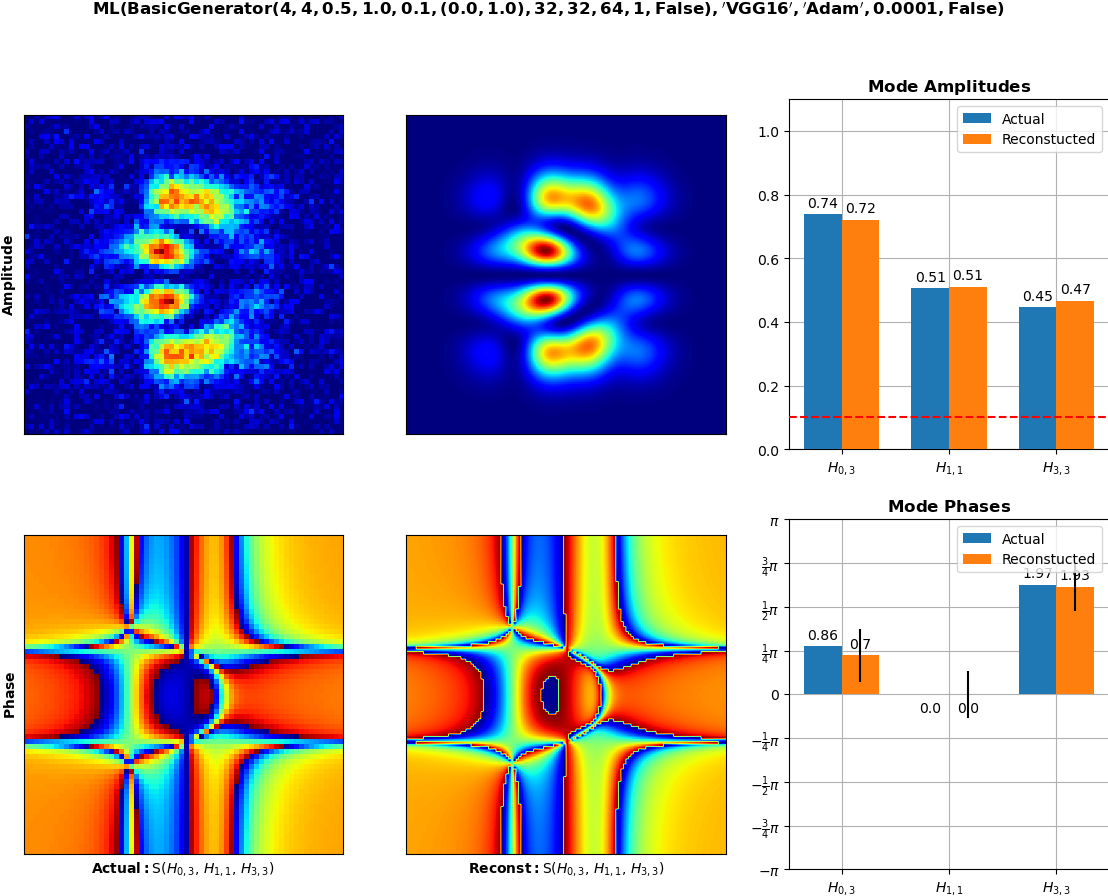 ML(BasicGenerator(4, 4, 0.5, 1.0, 0.1, (0.0, 1.0), 32, 32, 64, 1, False), ′VGG16′, ′Adam′, 0.0001, False)
Amplitude
Mode Amplitudes
Actual
Reconstucted
1.0
0.8
0.6
0.4
0.2
0.0
0.74
0.72
0.51
0.51
0.45
0.47
H0,3
H1,1
H3,3
Phase
Actual: S(H0,3, H1,1, H3,3)
Reconst: S(H0,3, H1,1, H3,3)
Mode Phases
Actual
Reconstucted
π
3/4π
1/2π
1/4π
0
−1/4π
−1/2π
−3/4π
−π
0.86
0.7
0.0
0.0
1.97
1.93
H0,3
H1,1
H3,3